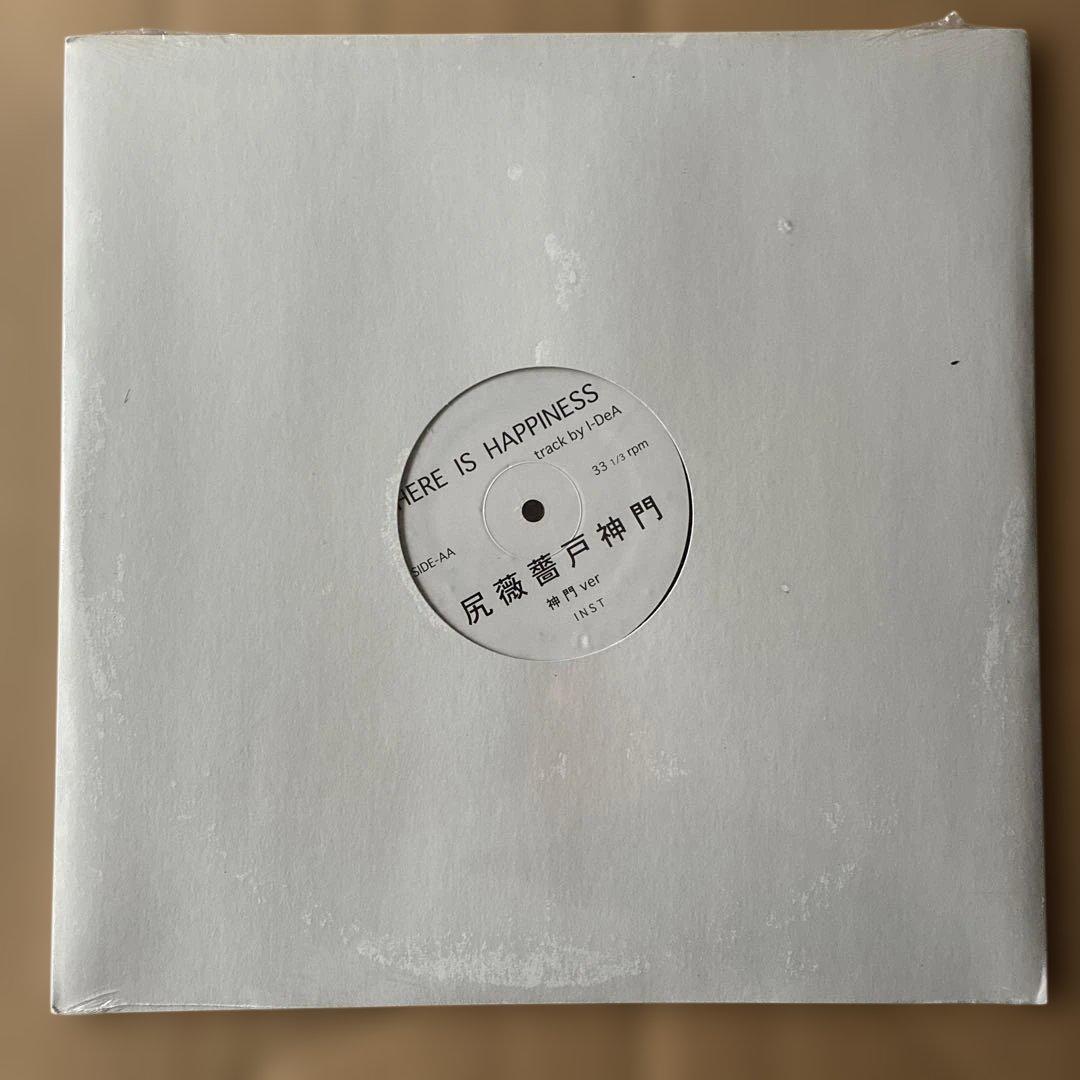 HERE IS HAPPINESS
track by I-DeA
33 1/3 rpm
SIDE-AA
尻薇薔戸神門
神門 ver
INST